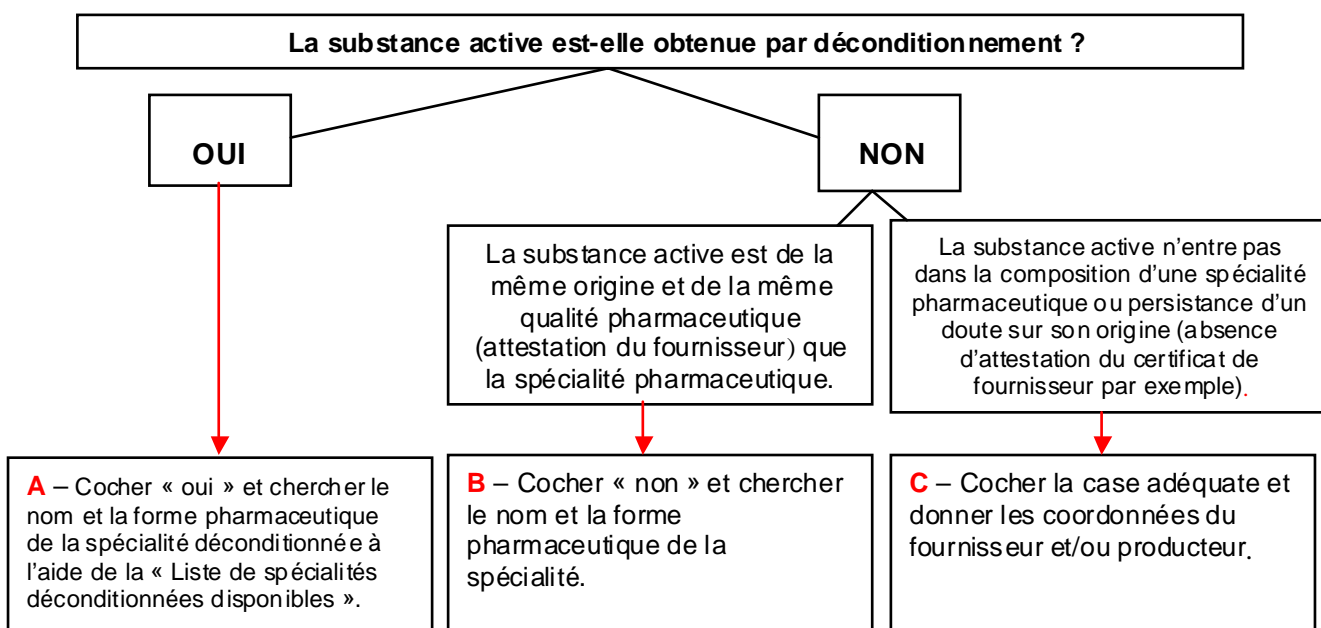 La substance active est-elle obtenue par déconditionnement ?
OUI
NON
La substance active est de la
même origine et de la même
qualité pharmaceutique
(attestation du fournisseur) que
la spécialité pharmaceutique.
La substance active n’entre pas
dans la composition d’une spécialité
pharmaceutique ou persistance d’un
doute sur son origine (absence
d’attestation du certificat de
fournisseur par exemple).
A – Cocher « oui » et chercher le
nom et la forme pharmaceutique
de la spécialité déconditionnée à
l’aide de la « Liste de spécialités
déconditionnées disponibles ».
B – Cocher « non » et chercher
le nom et la forme
pharmaceutique de la
spécialité.
C – Cocher la case adéquate et
donner les coordonnées du
fournisseur et/ou producteur.